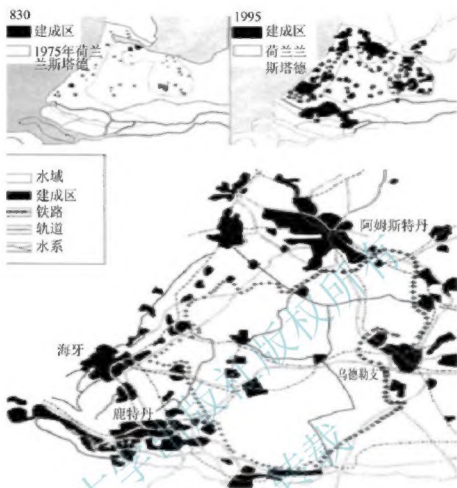 830
建成区
1975年荷兰
兰斯塔德
1995
建成区
荷兰兰
斯塔德
水域
建成区
铁路
轨道
水系
阿姆斯特丹
海牙
乌德勒支
鹿特丹